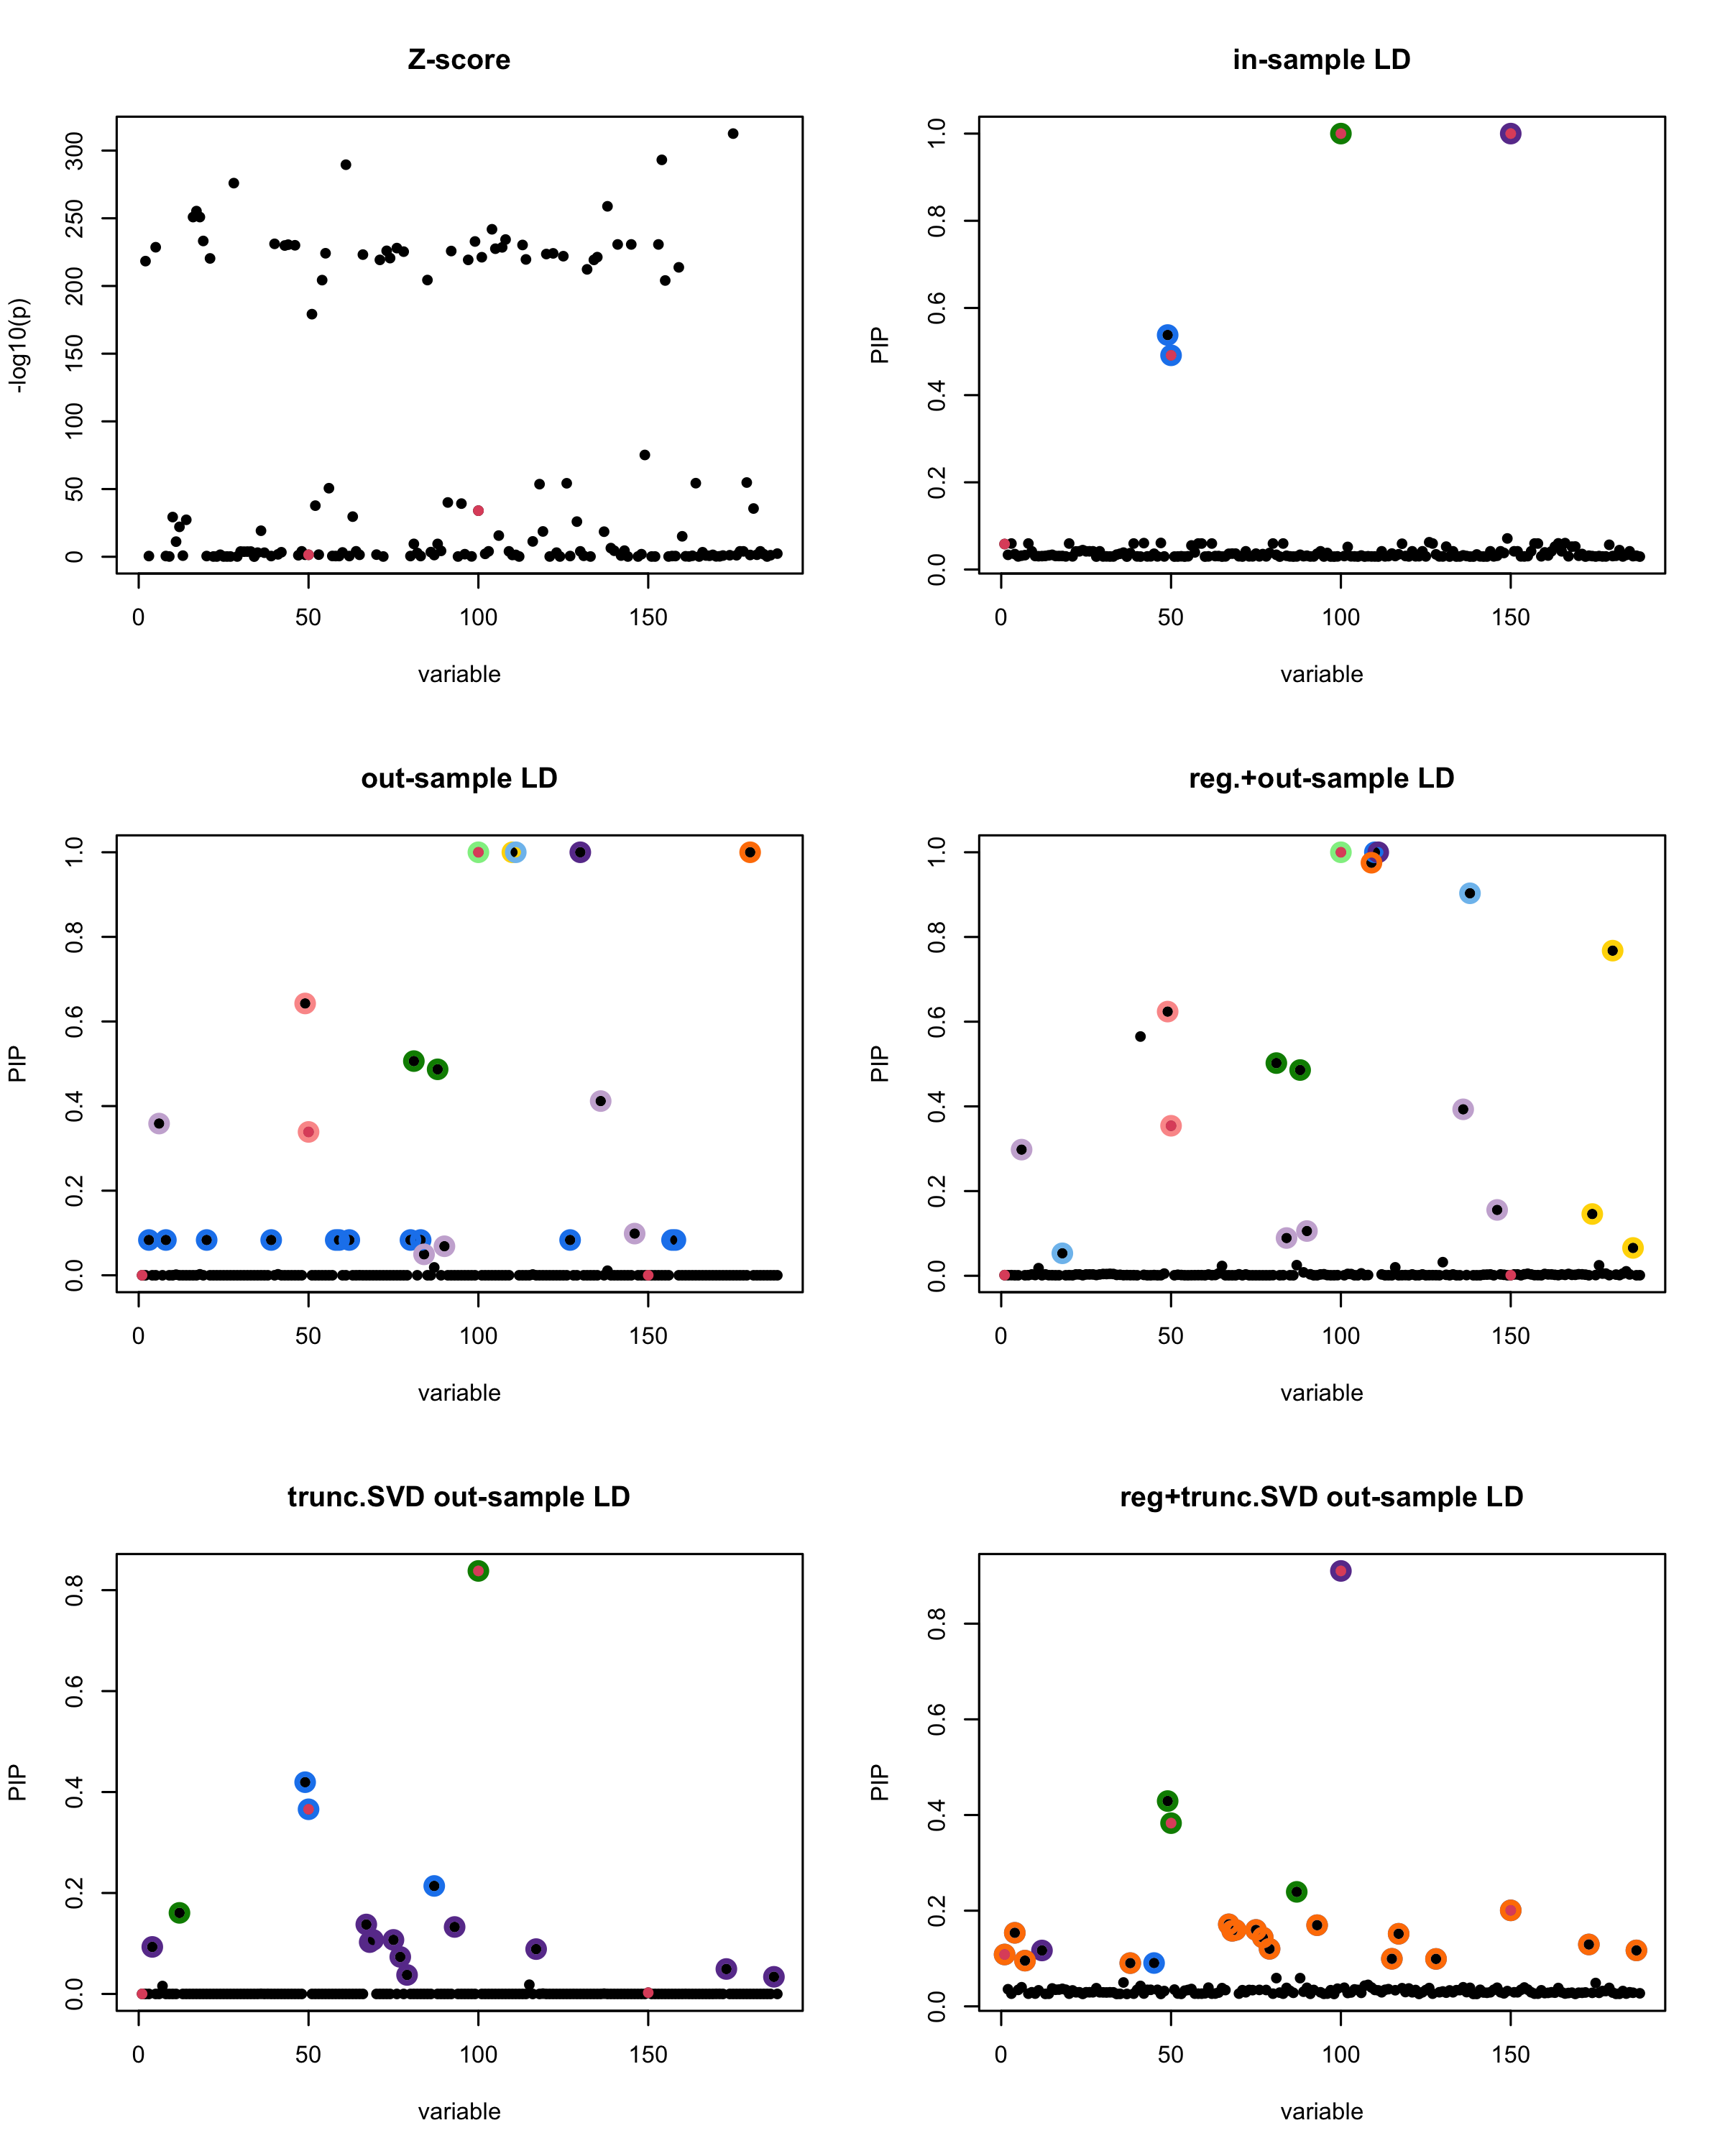 Z-score
-log10(p)
0 50 100 150 200 250 300
0 50 100 150
variable
in-sample LD
PIP
0.0 0.2 0.4 0.6 0.8 1.0
0 50 100 150
variable
out-sample LD
PIP
0.0 0.2 0.4 0.6 0.8 1.0
0 50 100 150
variable
reg.+out-sample LD
PIP
0.0 0.2 0.4 0.6 0.8 1.0
0 50 100 150
variable
trunc.SVD out-sample LD
PIP
0.0 0.2 0.4 0.6 0.8
0 50 100 150
variable
reg+trunc.SVD out-sample LD
PIP
0.0 0.2 0.4 0.6 0.8
0 50 100 150
variable